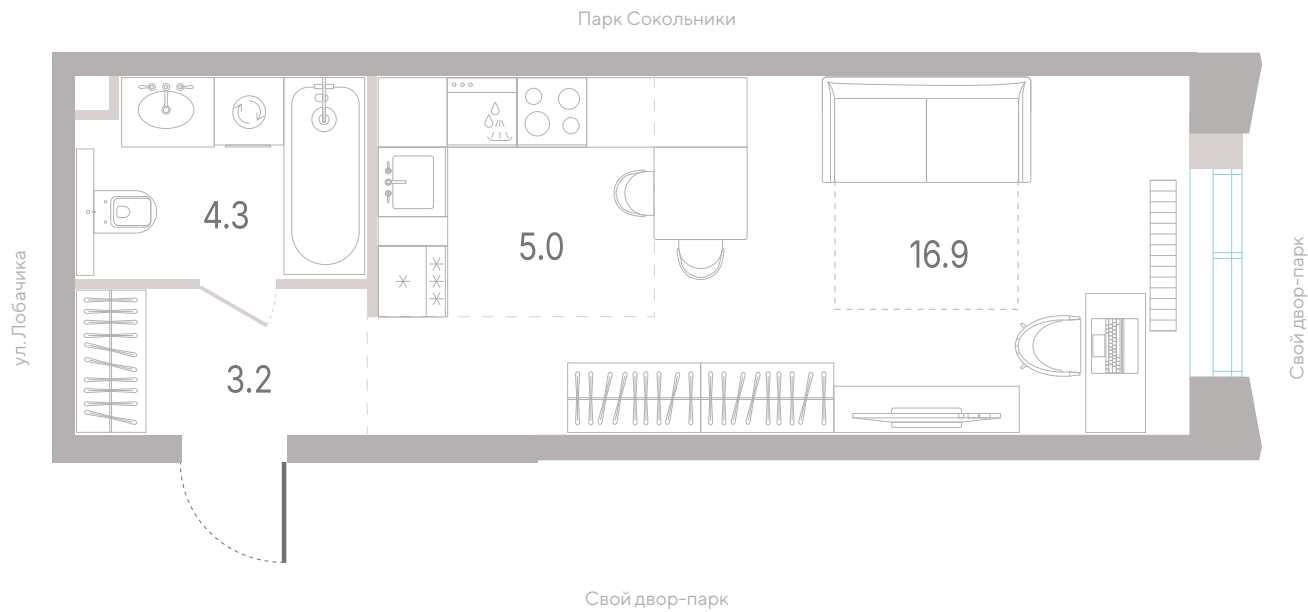 Парк Сокольники
ул. Лобачика
4.3
5.0
16.9
3.2
Свой двор-парк
Свой двор-парк